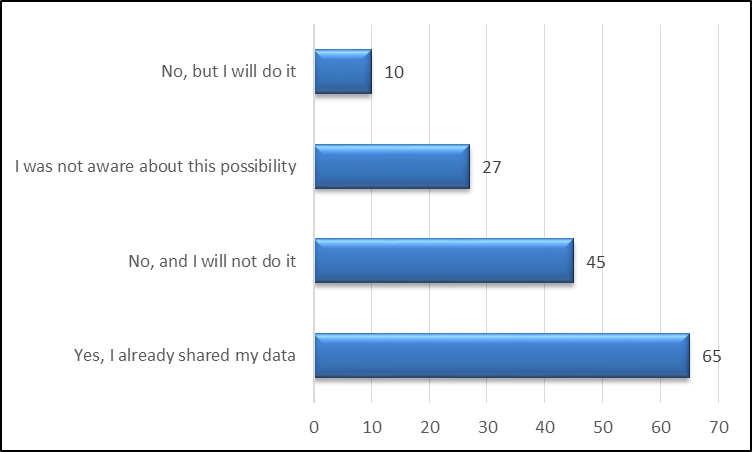 No, but I will do it
10
I was not aware about this possibility
27
No, and I will not do it
45
Yes, I already shared my data
65
0 10 20 30 40 50 60 70